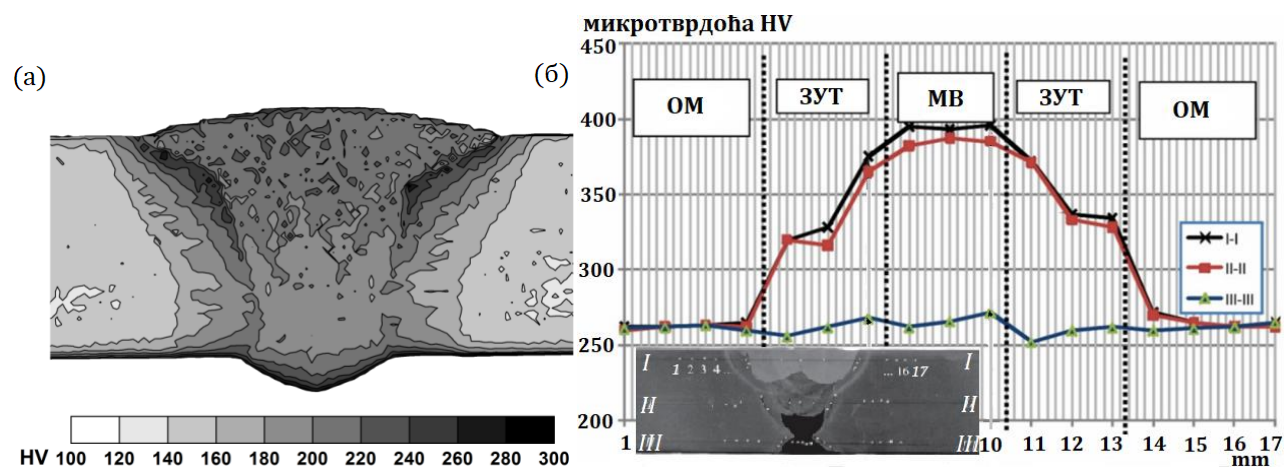 микротврдоћа HV
(а)
(б)
450
400
350
300
250
200
ОМ
ЗУТ
МВ
ЗУТ
ОМ
I-I
II-II
III-III
I
1 2 3 4 ..
... 16 17
I
II
II
III
III
1
10 11 12 13 14 15 16 17
mm
HV 100 120 140 160 180 200 220 240 260 280 300